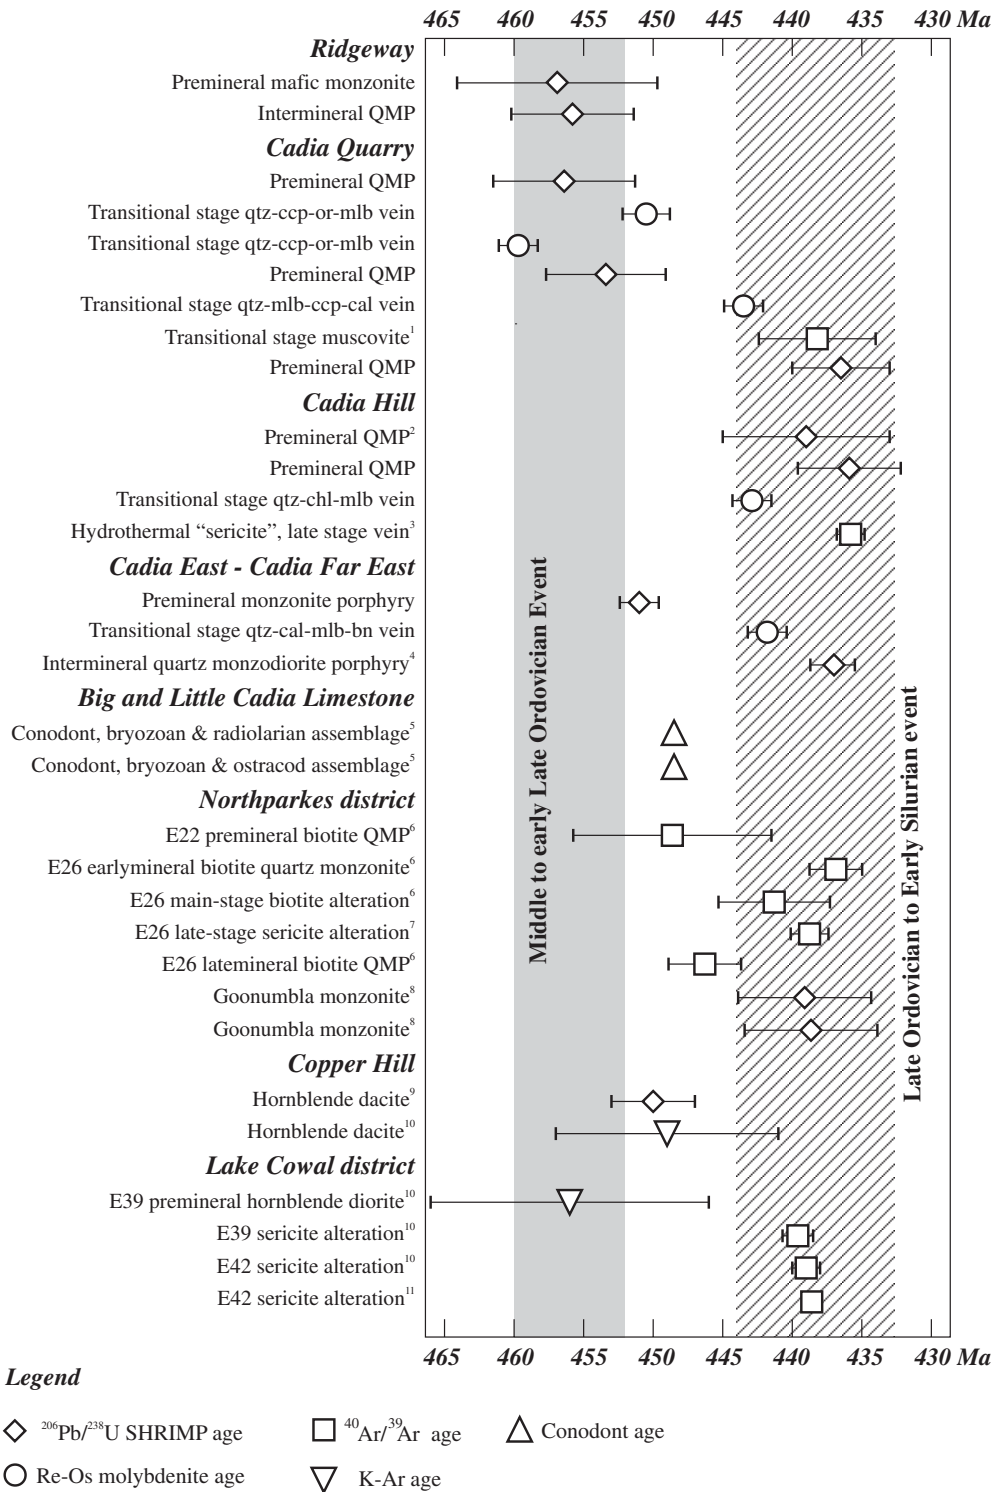 465 460 455 450 445 440 435 430 Ma
Ridgeway
Premineral mafic monzonite
Intermineral QMP
Cadia Quarry
Premineral QMP
Transitional stage qtz-ccp-or-mlb vein
Transitional stage qtz-ccp-or-mlb vein
Premineral QMP
Transitional stage qtz-mlb-ccp-cal vein
Transitional stage muscovite¹
Premineral QMP
Cadia Hill
Premineral QMP²
Premineral QMP
Transitional stage qtz-chl-mlb vein
Hydrothermal “sericite”, late stage vein³
Cadia East - Cadia Far East
Premineral monzonite porphyry
Transitional stage qtz-cal-mlb-bn vein
Intermineral quartz monzodiorite porphyry⁴
Big and Little Cadia Limestone
Conodont, bryozoan & radiolarian assemblage⁵
Conodont, bryozoan & ostracod assemblage⁵
Northparkes district
E22 premineral biotite QMP⁶
E26 earlymineral biotite quartz monzonite⁶
E26 main-stage biotite alteration⁶
E26 late-stage sericite alteration⁷
E26 latemineral biotite QMP⁶
Goonumbla monzonite⁸
Goonumbla monzonite⁸
Copper Hill
Hornblende dacite⁹
Hornblende dacite¹⁰
Lake Cowal district
E39 premineral hornblende diorite¹⁰
E39 sericite alteration¹⁰
E42 sericite alteration¹⁰
E42 sericite alteration¹¹
Middle to early Late Ordovician Event
Late Ordovician to Early Silurian event
465 460 455 450 445 440 435 430 Ma
Legend
²⁰⁶Pb/²³⁸U SHRIMP age
⁴⁰Ar/³⁹Ar age
Conodont age
Re-Os molybdenite age
K-Ar age